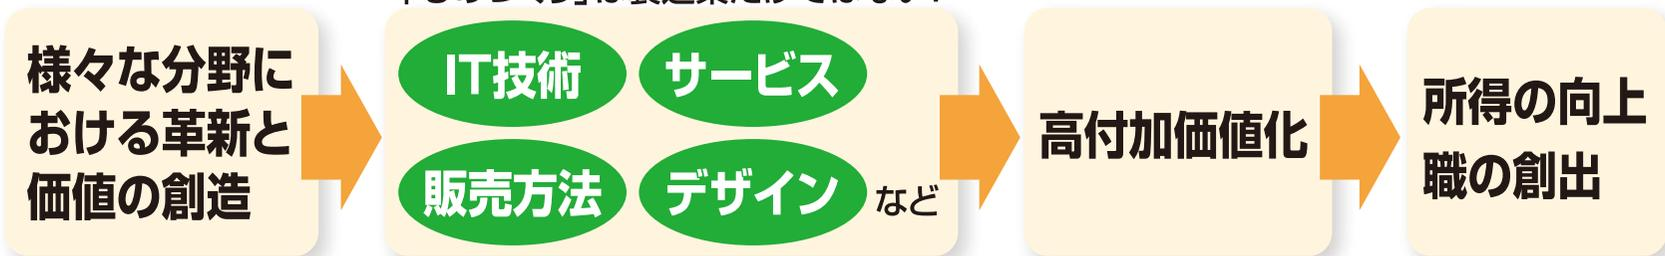 様々な分野に
おける革新と
価値の創造
IT技術
サービス
販売方法
デザイン
など
高付加価値化
所得の向上
職の創出